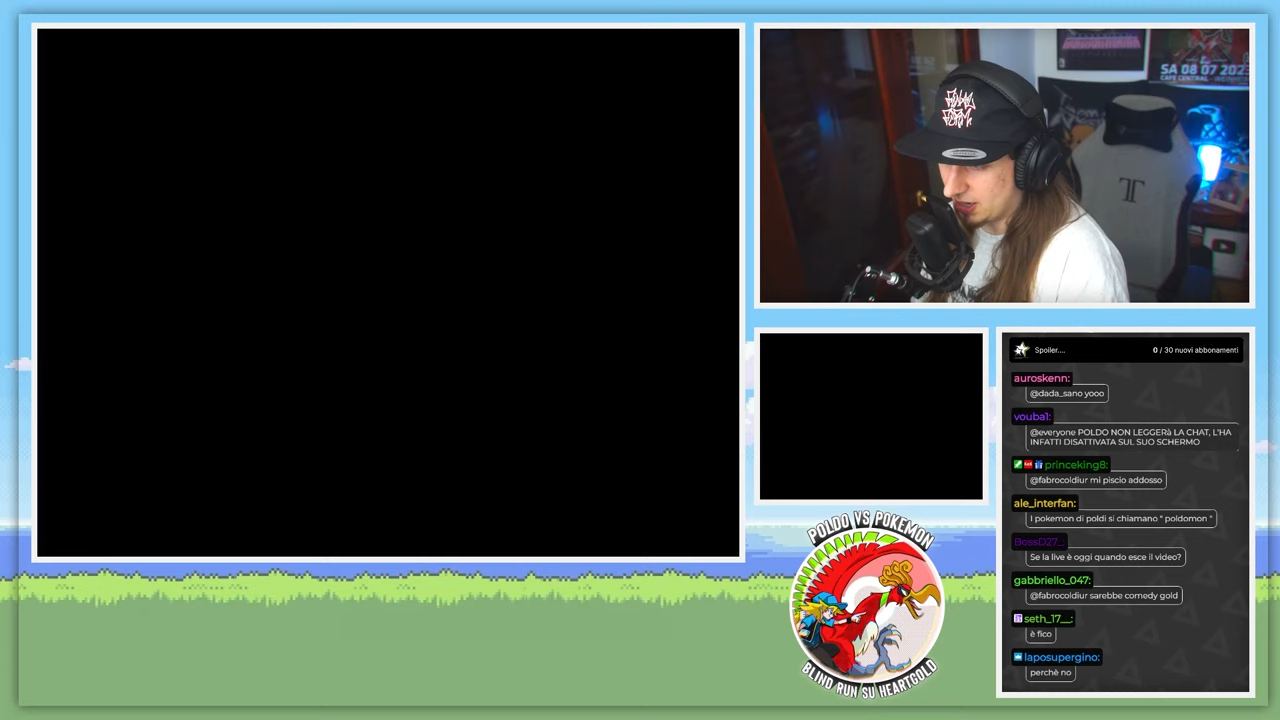 SA 08 07 2023
Spoiler....
0 / 30 nuovi abbonamenti
auroskenn:
@dada_sano yooo
vouba1:
@everyone POLDO NON LEGGERà LA CHAT, L'HA
INFATTI DISATTIVATA SUL SUO SCHERMO
princeking8:
@fabrocoldiur mi piscio addosso
ale_interfan:
I pokemon di poldi si chiamano " poldomon "
BossD27_:
Se la live è oggi quando esce il video?
gabbriello_047:
@fabrocoldiur sarebbe comedy gold
seth_17__:
è fico
laposupergino:
perchè no
POLDO VS POKEMON
BLIND RUN SU HEARTGOLD